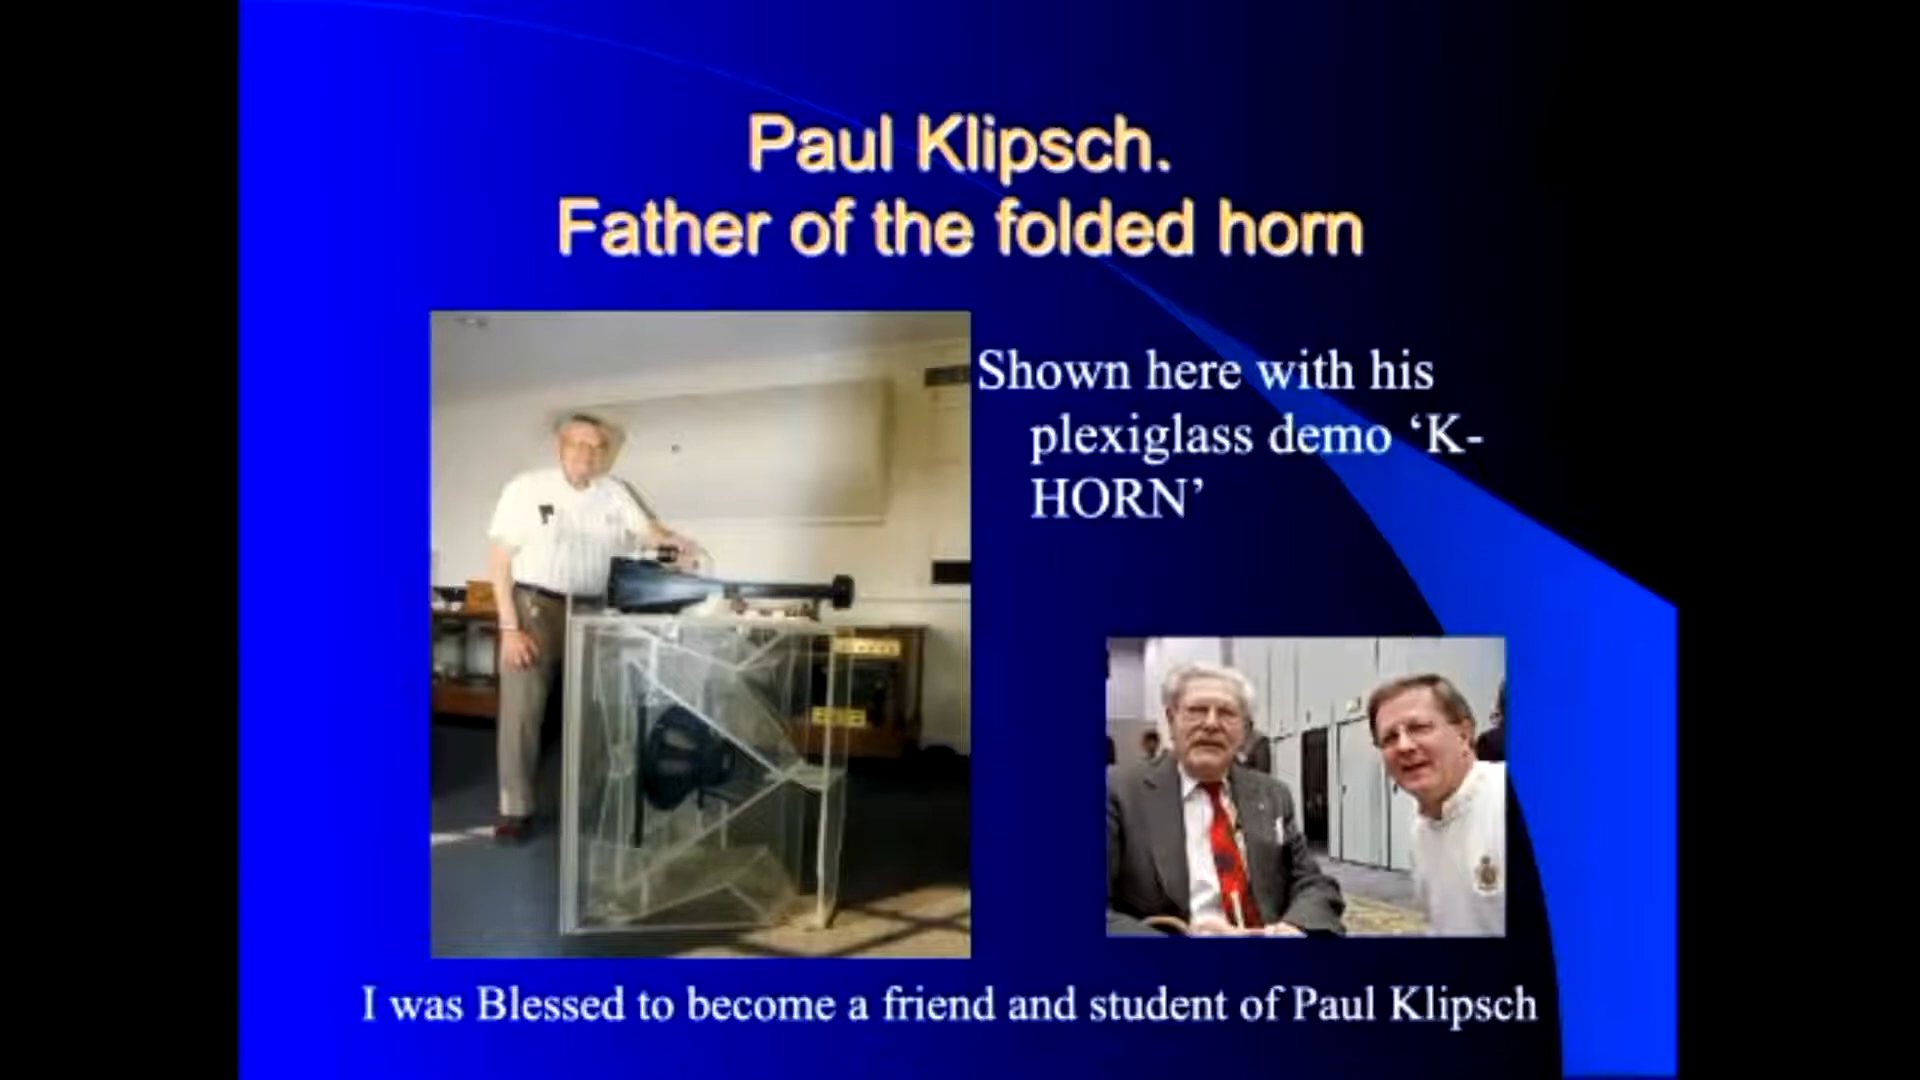 Paul Klipsch.
Father of the folded horn
Shown here with his
plexiglass demo ‘K-
HORN’
I was Blessed to become a friend and student of Paul Klipsch